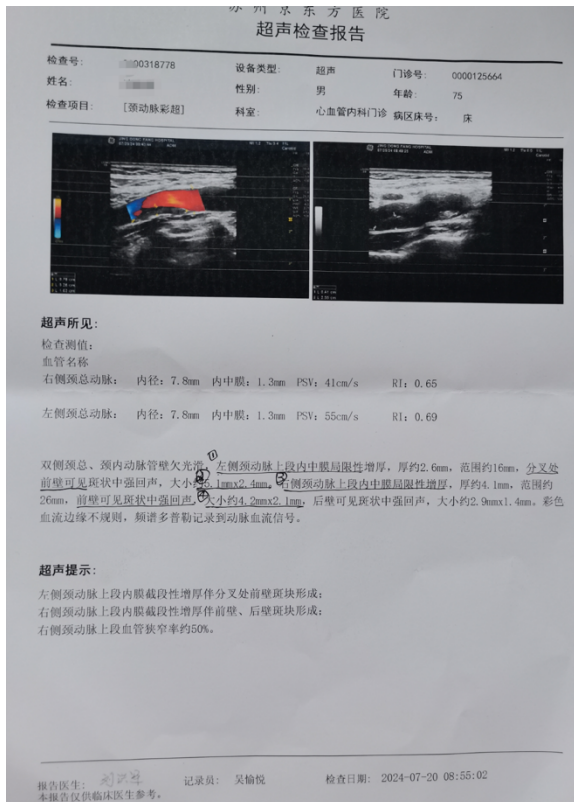 苏州京东方医院
超声检查报告
检查号: 00318778 设备类型: 超声 门诊号: 0000125664
姓名: 性别: 男 年龄: 75
检查项目: [颈动脉彩超] 科室: 心血管内科门诊 病区床号: 床
超声所见:
检查测值:
血管名称
右侧颈总动脉: 内径: 7.8mm 内中膜: 1.3mm PSV: 41cm/s RI: 0.65
左侧颈总动脉: 内径: 7.8mm 内中膜: 1.3mm PSV: 55cm/s RI: 0.69
①
双侧颈总、颈内动脉管壁欠光滑,左侧颈动脉上段内中膜局限性增厚,厚约2.6mm,范围约16mm,分叉处
前壁可见斑状中强回声,大小约5.1mmx2.4mm。右侧颈动脉上段内中膜局限性增厚,厚约4.1mm,范围约
26mm,前壁可见斑状中强回声,大小约4.2mmx2.1mm,后壁可见斑状中强回声,大小约2.9mmx1.4mm。彩色
血流边缘不规则,频谱多普勒记录到动脉血流信号。
超声提示:
左侧颈动脉上段内膜截段性增厚伴分叉处前壁斑块形成;
右侧颈动脉上段内膜截段性增厚伴前壁、后壁斑块形成;
右侧颈动脉上段血管狭窄率约50%。
报告医生: 记录员: 吴愉悦 检查日期: 2024-07-20 08:55:02
本报告仅供临床医生参考。